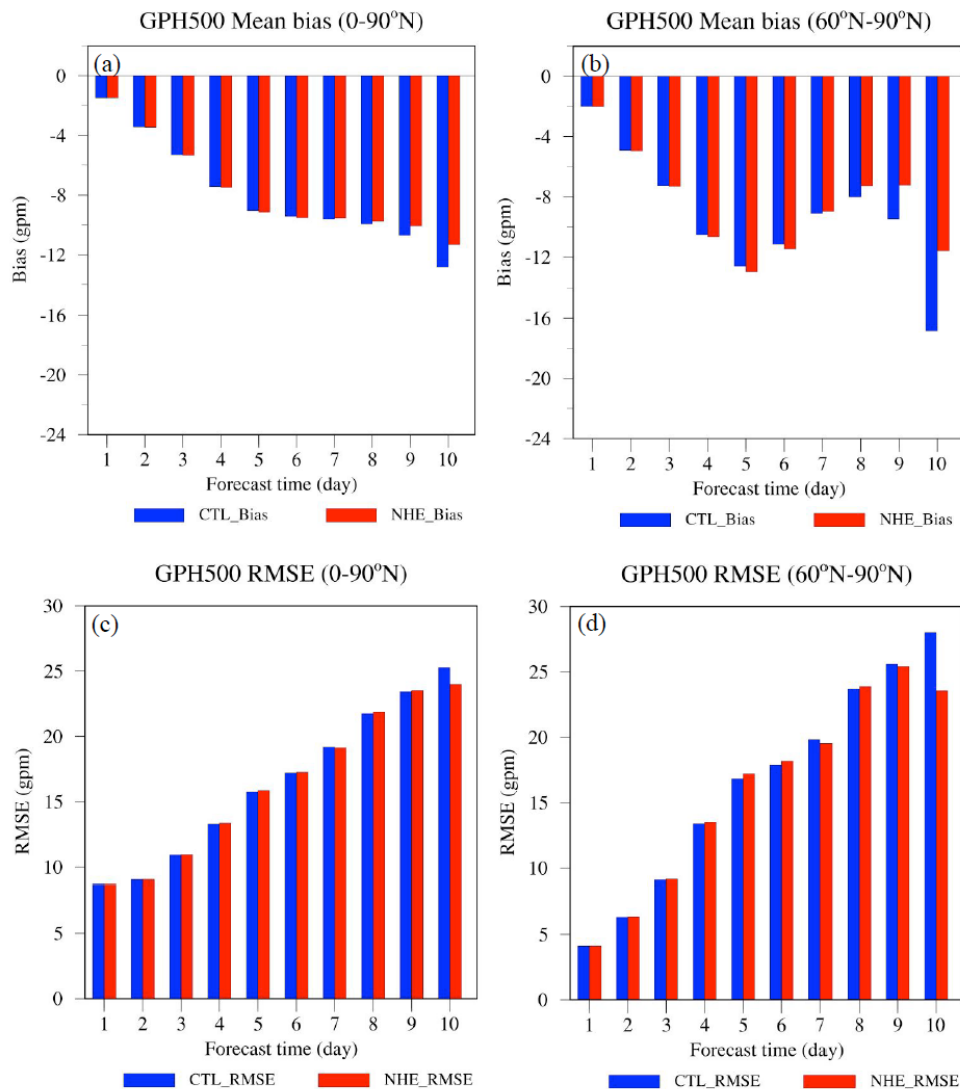 GPH500 Mean bias (0-90°N)
(a)
0
-4
-8
-12
-16
-20
-24
Bias (gpm)
1 2 3 4 5 6 7 8 9 10
Forecast time (day)
CTL_Bias NHE_Bias
GPH500 Mean bias (60°N-90°N)
(b)
0
-4
-8
-12
-16
-20
-24
Bias (gpm)
1 2 3 4 5 6 7 8 9 10
Forecast time (day)
CTL_Bias NHE_Bias
GPH500 RMSE (0-90°N)
(c)
30
25
20
15
10
5
0
RMSE (gpm)
1 2 3 4 5 6 7 8 9 10
Forecast time (day)
CTL_RMSE NHE_RMSE
GPH500 RMSE (60°N-90°N)
(d)
30
25
20
15
10
5
0
RMSE (gpm)
1 2 3 4 5 6 7 8 9 10
Forecast time (day)
CTL_RMSE NHE_RMSE